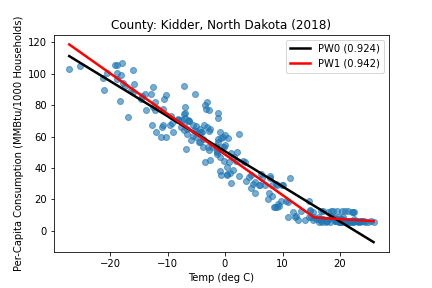 County: Kidder, North Dakota (2018)
PW0 (0.924)
PW1 (0.942)
Per-Capita Consumption (MMBtu/1000 Households)
120
100
80
60
40
20
0
−20
−10
0
10
20
Temp (deg C)